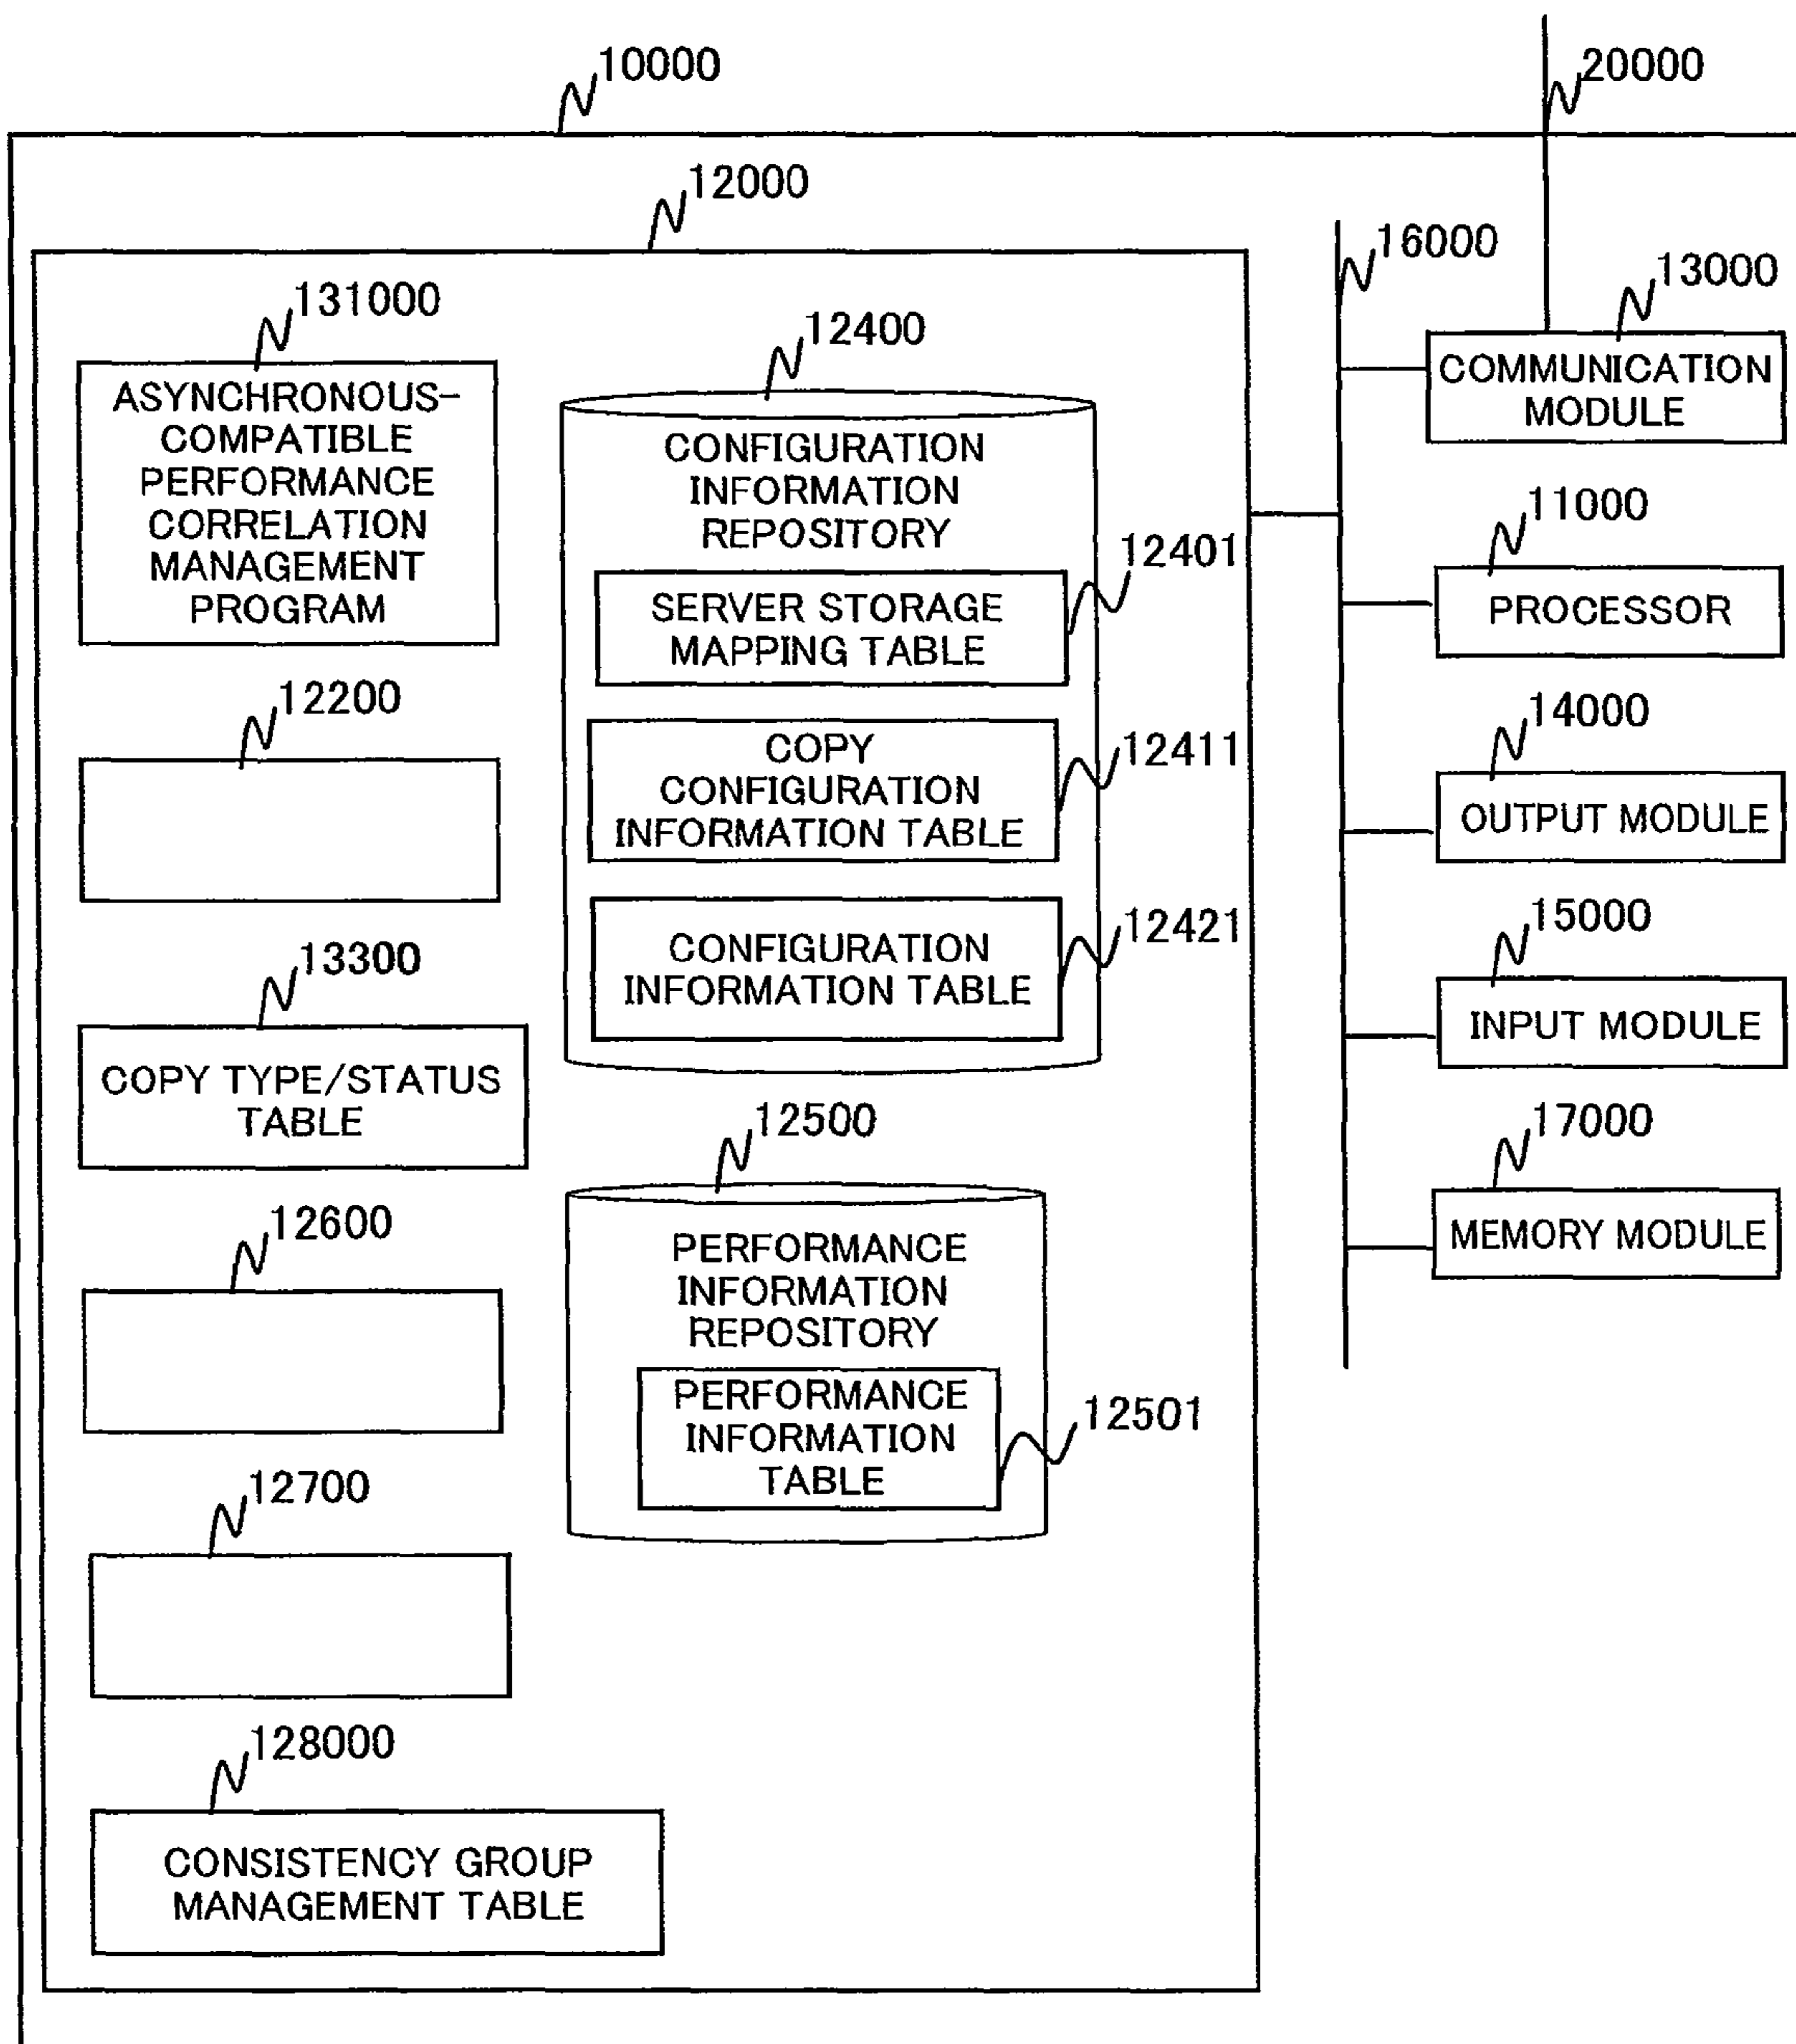 10000
20000
12000
16000
13000
COMMUNICATION
MODULE
131000
ASYNCHRONOUS-
COMPATIBLE
PERFORMANCE
CORRELATION
MANAGEMENT
PROGRAM
12400
CONFIGURATION
INFORMATION
REPOSITORY
12401
SERVER STORAGE
MAPPING TABLE
11000
PROCESSOR
12200
COPY
CONFIGURATION
INFORMATION TABLE
12411
14000
OUTPUT MODULE
12421
CONFIGURATION
INFORMATION TABLE
15000
INPUT MODULE
13300
COPY TYPE/STATUS
TABLE
12500
PERFORMANCE
INFORMATION
REPOSITORY
17000
MEMORY MODULE
12600
PERFORMANCE
INFORMATION
TABLE
12501
12700
128000
CONSISTENCY GROUP
MANAGEMENT TABLE